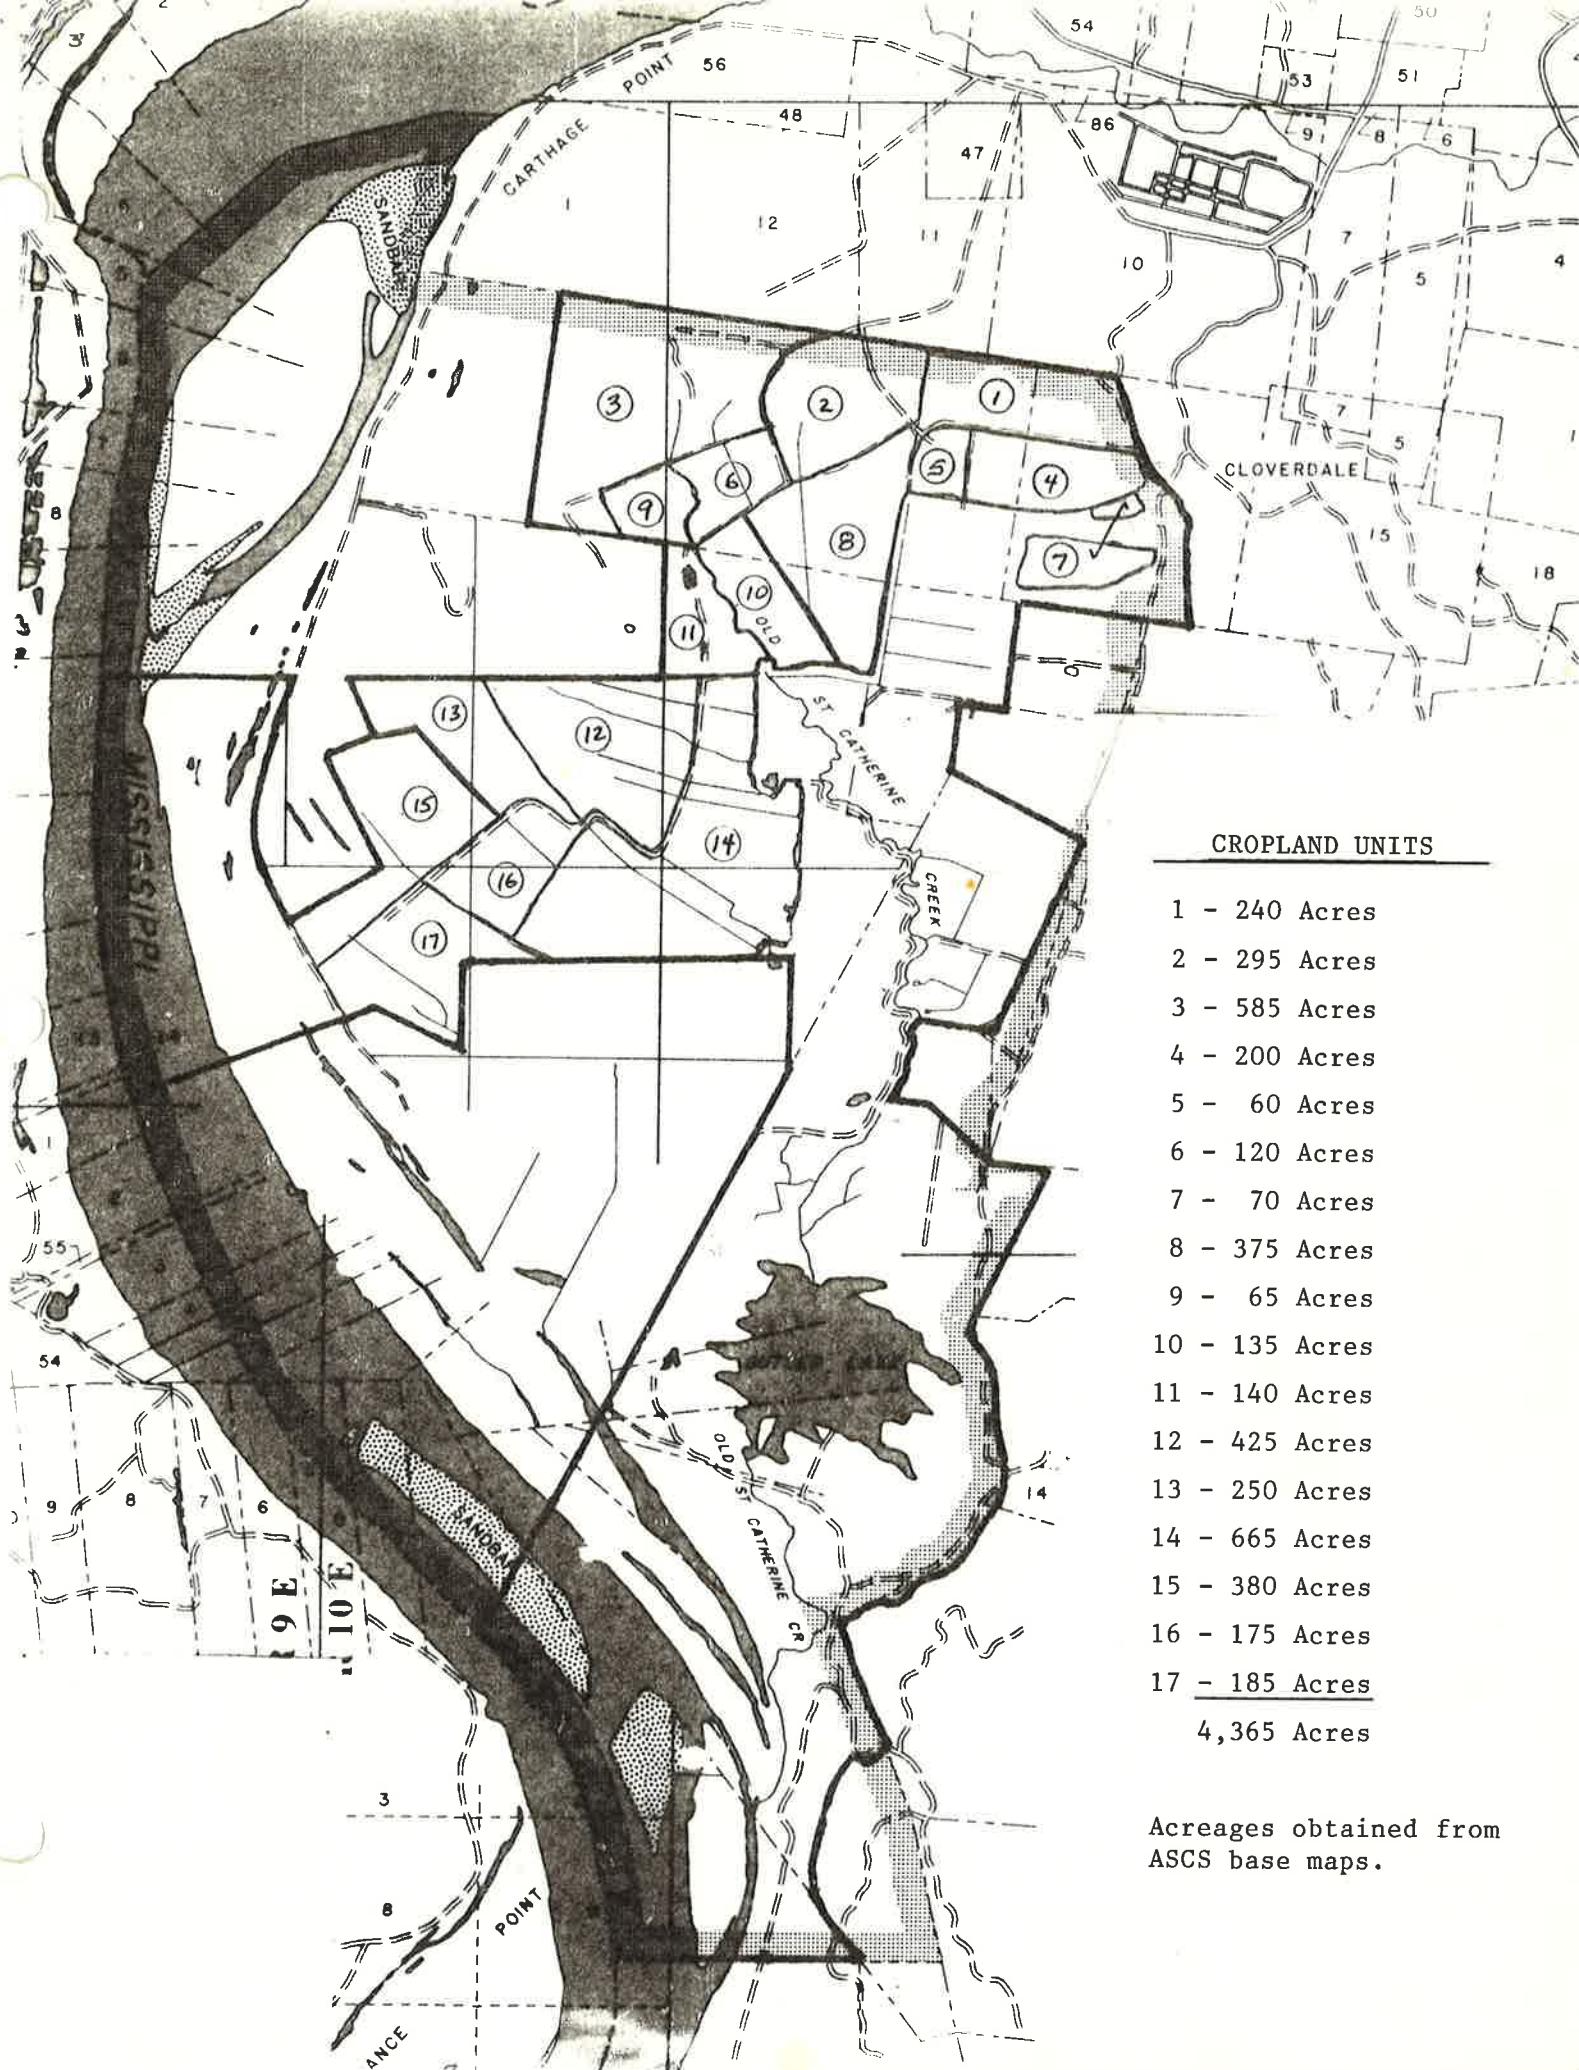 2
3
54
50
56
POINT
53
51
48
CARTHAGE
86
9
8
6
47
1
12
11
10
7
5
4
SANDBAR
3
2
1
7
5
CLOVERDALE
5
4
6
9
8
15
8
7
18
10
OLD
11
ST
CATHERINE
CREEK
13
12
15
14
16
17
MISSISSIPPI
CROPLAND UNITS
1 - 240 Acres
2 - 295 Acres
3 - 585 Acres
4 - 200 Acres
5 - 60 Acres
6 - 120 Acres
7 - 70 Acres
8 - 375 Acres
9 - 65 Acres
10 - 135 Acres
11 - 140 Acres
12 - 425 Acres
13 - 250 Acres
14 - 665 Acres
15 - 380 Acres
16 - 175 Acres
17 - 185 Acres
4,365 Acres
Acreages obtained from
ASCS base maps.
55
54
9
8
7
6
9 E
10 E
SANDBAR
OLD ST CATHERINE CR
14
3
8
POINT
ANCE